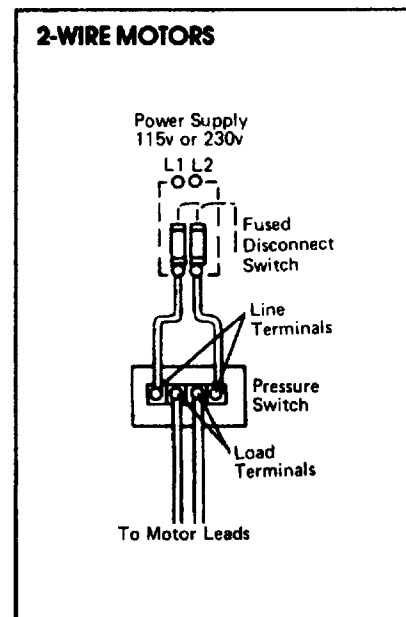 2-WIRE MOTORS
Power Supply
115v or 230v
L1 L2
Fused
Disconnect
Switch
Line
Terminals
Pressure
Switch
Load
Terminals
To Motor Leads